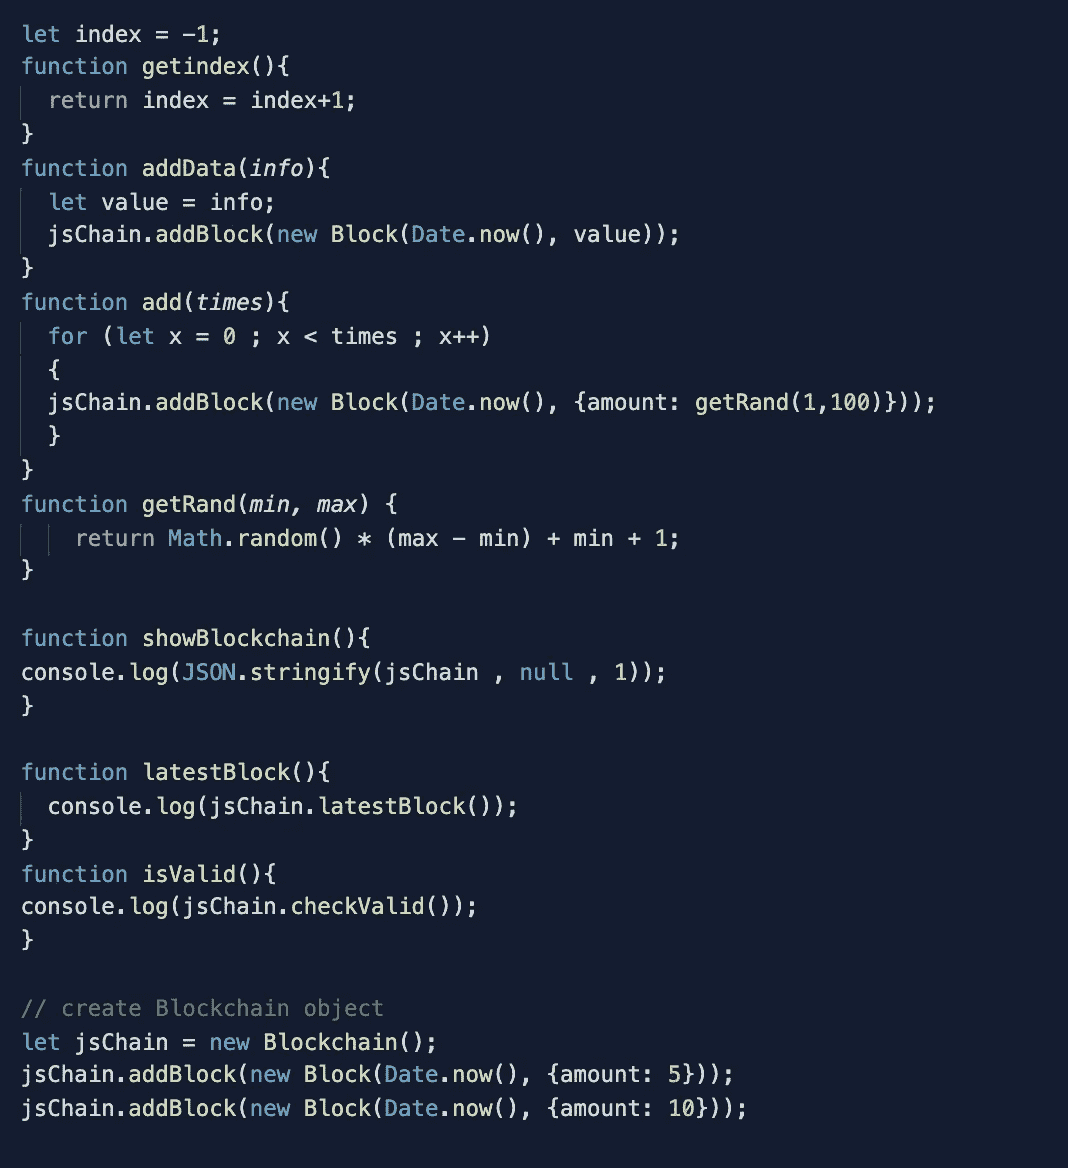 let index = -1;
function getindex(){
  return index = index+1;
}
function addData(info){
  let value = info;
  jsChain.addBlock(new Block(Date.now(), value));
}
function add(times){
  for (let x = 0 ; x < times ; x++)
  {
  jsChain.addBlock(new Block(Date.now(), {amount: getRand(1,100)}));
  }
}
function getRand(min, max) {
    return Math.random() * (max - min) + min + 1;
}

function showBlockchain(){
console.log(JSON.stringify(jsChain , null , 1));
}

function latestBlock(){
  console.log(jsChain.latestBlock());
}
function isValid(){
console.log(jsChain.checkValid());
}

// create Blockchain object
let jsChain = new Blockchain();
jsChain.addBlock(new Block(Date.now(), {amount: 5}));
jsChain.addBlock(new Block(Date.now(), {amount: 10}));